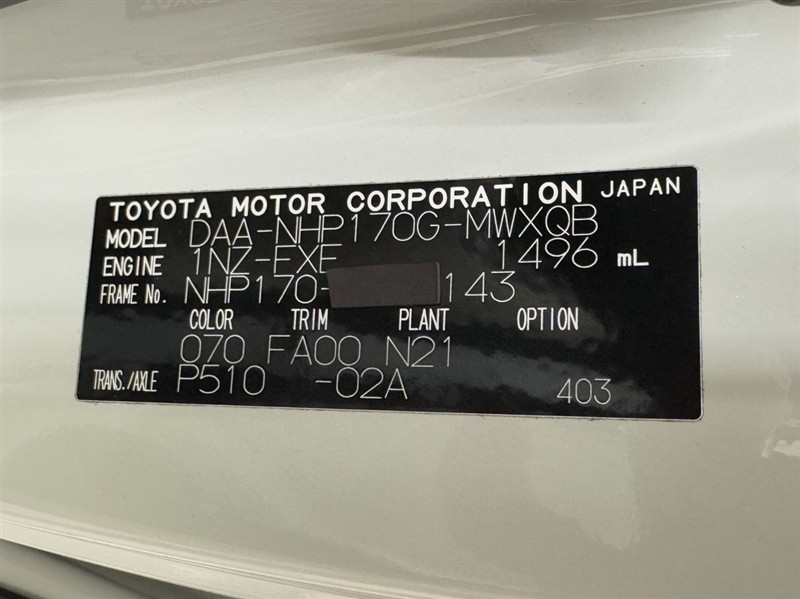 TOYOTA MOTOR CORPORATION JAPAN
MODEL DAA-NHP170G-MWXQB
ENGINE 1NZ-FXE 1496 mL
FRAME No. NHP170- 143
COLOR TRIM PLANT OPTION
070 FA00 N21
TRANS./AXLE P510 -02A 403